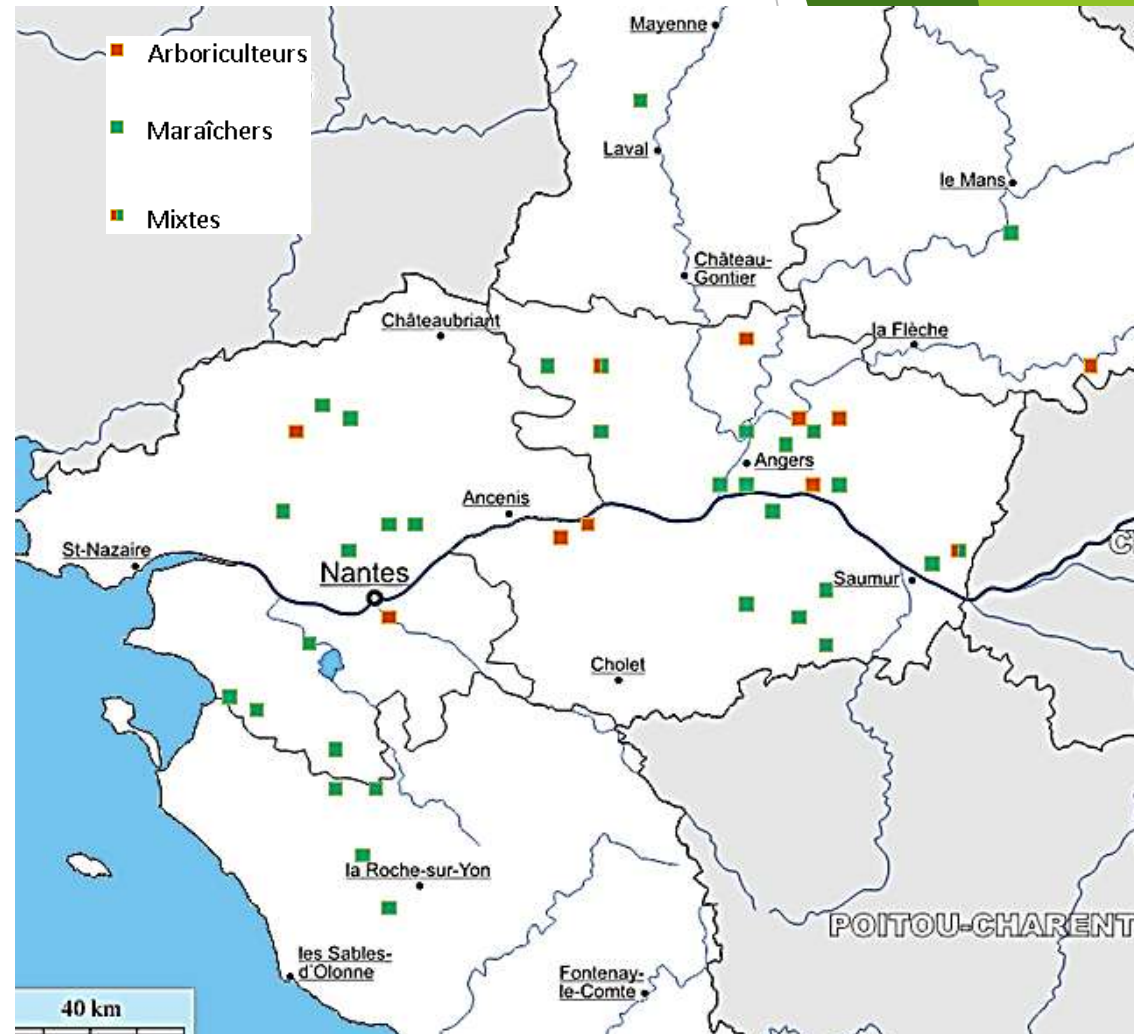 Arboriculteurs
Maraîchers
Mixtes
Mayenne
Laval
le Mans
Château-
Gontier
Châteaubriant
la Flèche
Angers
Ancenis
St-Nazaire
Nantes
Saumur
Cholet
la Roche-sur-Yon
POITOU-CHARENT
les Sables-
d'Olonne
Fontenay-
le-Comte
40 km